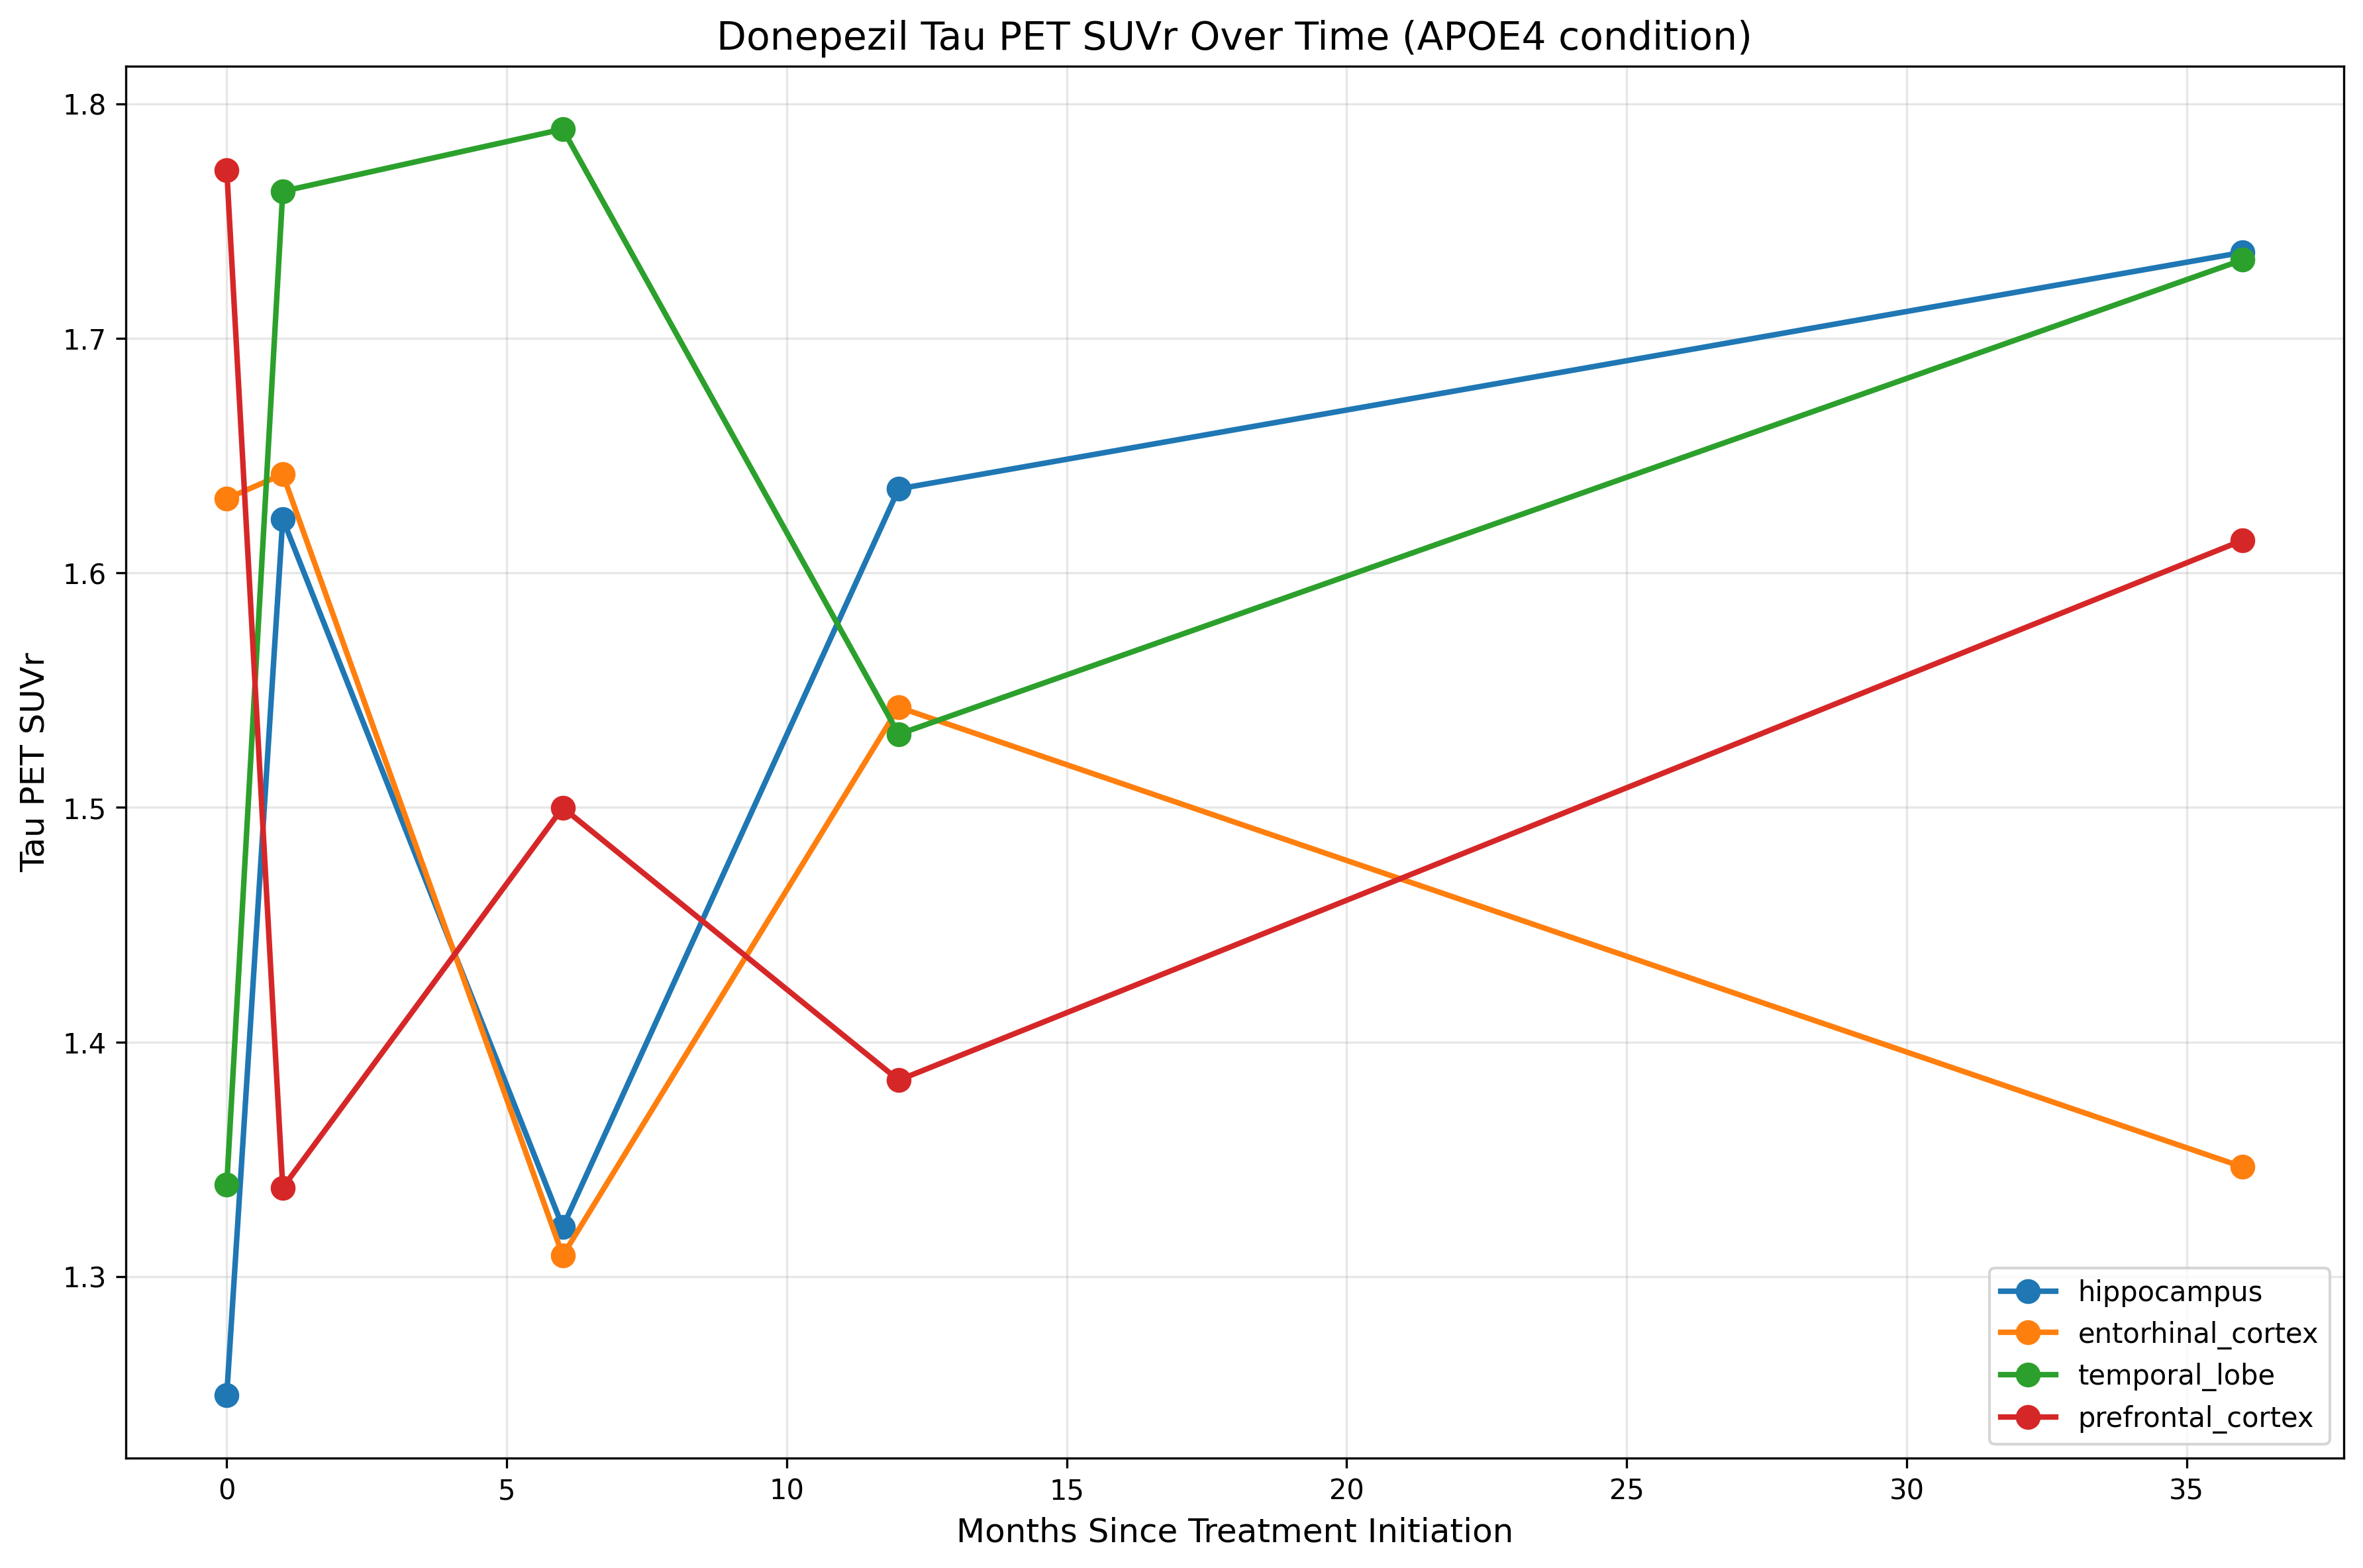 Donepezil Tau PET SUVr Over Time (APOE4 condition)
Tau PET SUVr
1.8
1.7
1.6
1.5
1.4
1.3
0 5 10 15 20 25 30 35
Months Since Treatment Initiation
hippocampus
entorhinal_cortex
temporal_lobe
prefrontal_cortex